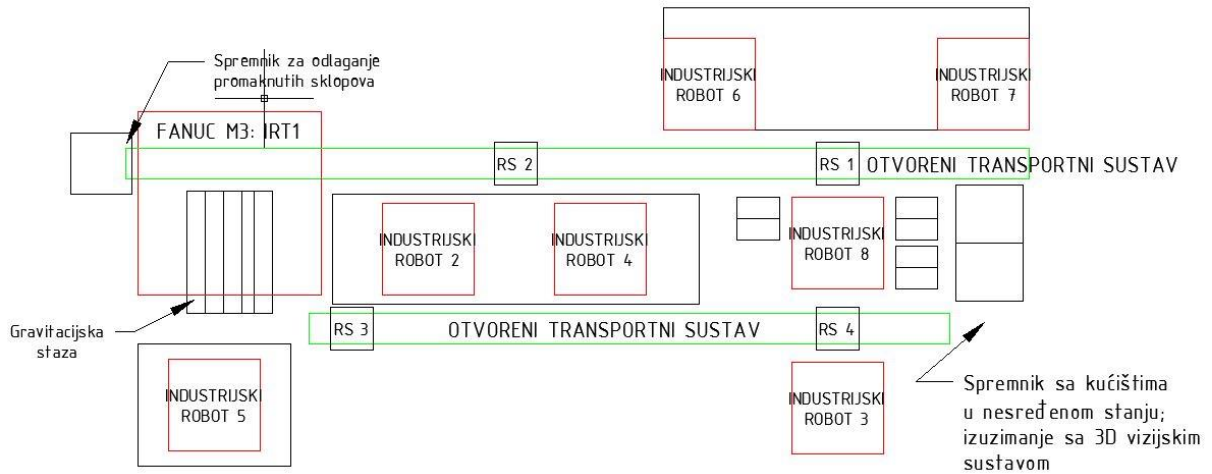 Spremnik za odlaganje
promaknutih sklopova
FANUC M3: IRT1
INDUSTRIJSKI
ROBOT 6
INDUSTRIJSKI
ROBOT 7
RS 2
RS 1
OTVORENI TRANSPORTNI SUSTAV
INDUSTRIJSKI
ROBOT 2
INDUSTRIJSKI
ROBOT 4
INDUSTRIJSKI
ROBOT 8
Gravitacijska
staza
RS 3
OTVORENI TRANSPORTNI SUSTAV
RS 4
INDUSTRIJSKI
ROBOT 5
INDUSTRIJSKI
ROBOT 3
Spremnik sa kućištima
u nesređenom stanju;
izuzimanje sa 3D vizijskim
sustavom